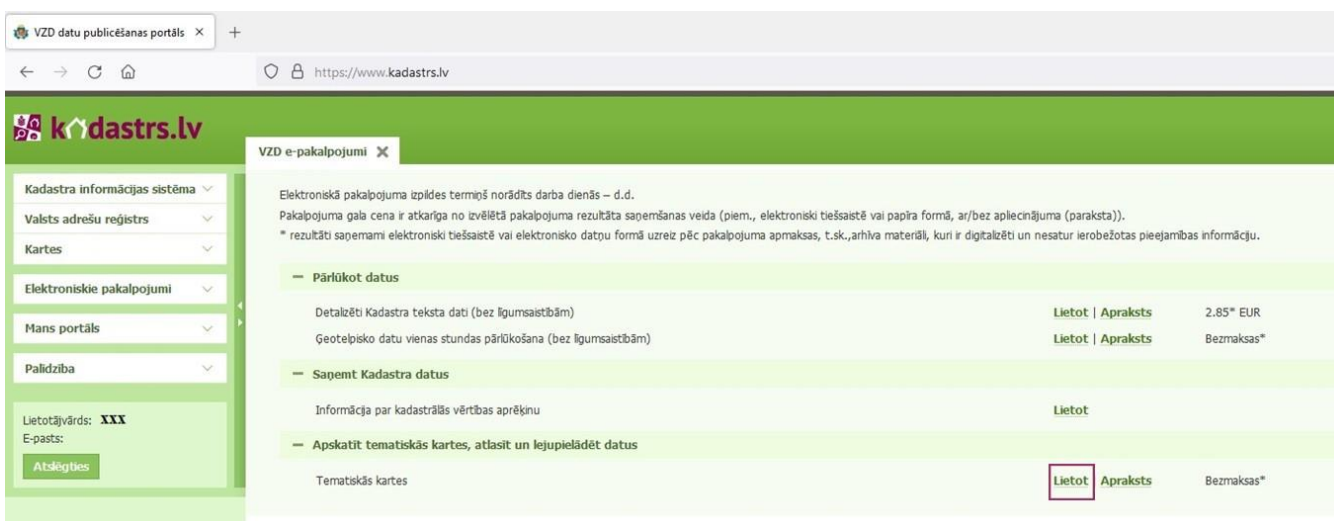 VZD datu publicēšanas portāls
https://www.kadastrs.lv
kadastrs.lv
VZD e-pakalpojumi
Kadastra informācijas sistēma
Valsts adrešu reģistrs
Kartes
Elektroniskie pakalpojumi
Mans portāls
Palīdzība
Lietotājvārds: XXX
E-pasts:
Atslēgties
Elektroniskā pakalpojuma izpildes termiņš norādīts darba dienās – d.d.
Pakalpojuma gala cena ir atkarīga no izvēlētā pakalpojuma rezultāta saņemšanas veida (piem., elektroniski tiešsaistē vai papīra formā, ar/bez apliecinājuma (paraksta)).
* rezultāti saņemami elektroniski tiešsaistē vai elektronisko datņu formā uzreiz pēc pakalpojuma apmaksas, t.sk.,arhīva materiāli, kuri ir digitalizēti un nesatur ierobežotas pieejamības informāciju.
Pārlūkot datus
Detalizēti Kadastra teksta dati (bez līgumsaistībām) Lietot | Apraksts 2.85* EUR
Ģeotelpisko datu vienas stundas pārlūkošana (bez līgumsaistībām) Lietot | Apraksts Bezmaksas*
Saņemt Kadastra datus
Informācija par kadastrālās vērtības aprēķinu Lietot
Apskatīt tematiskās kartes, atlasīt un lejupielādēt datus
Tematiskās kartes Lietot Apraksts Bezmaksas*